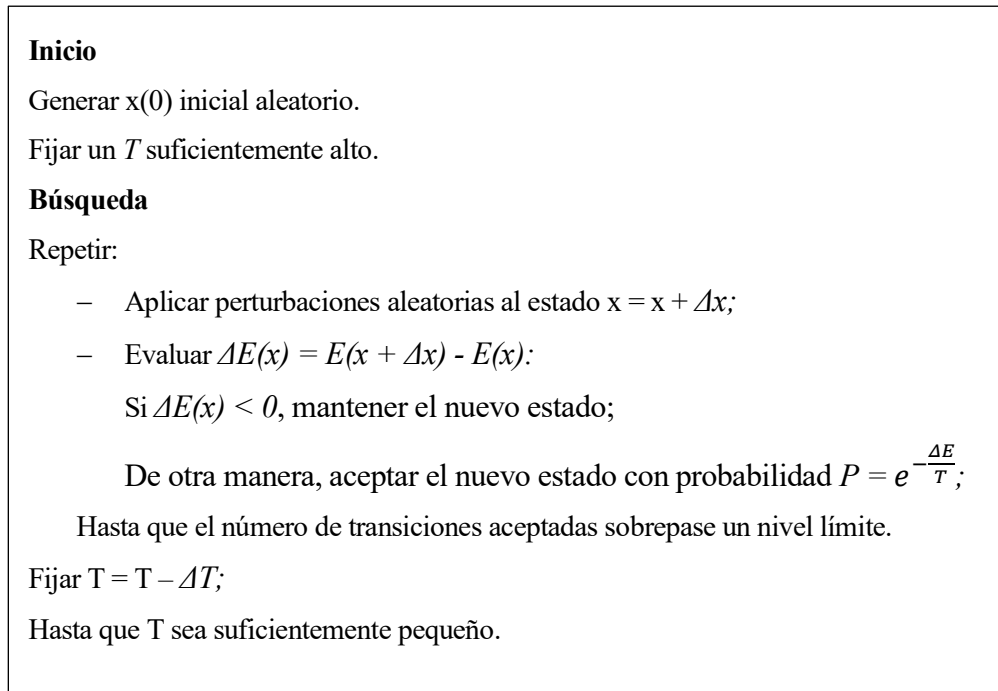 Inicio
Generar x(0) inicial aleatorio.
Fijar un T suficientemente alto.
Búsqueda
Repetir:
– Aplicar perturbaciones aleatorias al estado x = x + Δx;
– Evaluar ΔE(x) = E(x + Δx) - E(x):
Si ΔE(x) < 0, mantener el nuevo estado;
De otra manera, aceptar el nuevo estado con probabilidad P = e^{-\frac{ΔE}{T}};
Hasta que el número de transiciones aceptadas sobrepase un nivel límite.
Fijar T = T – ΔT;
Hasta que T sea suficientemente pequeño.